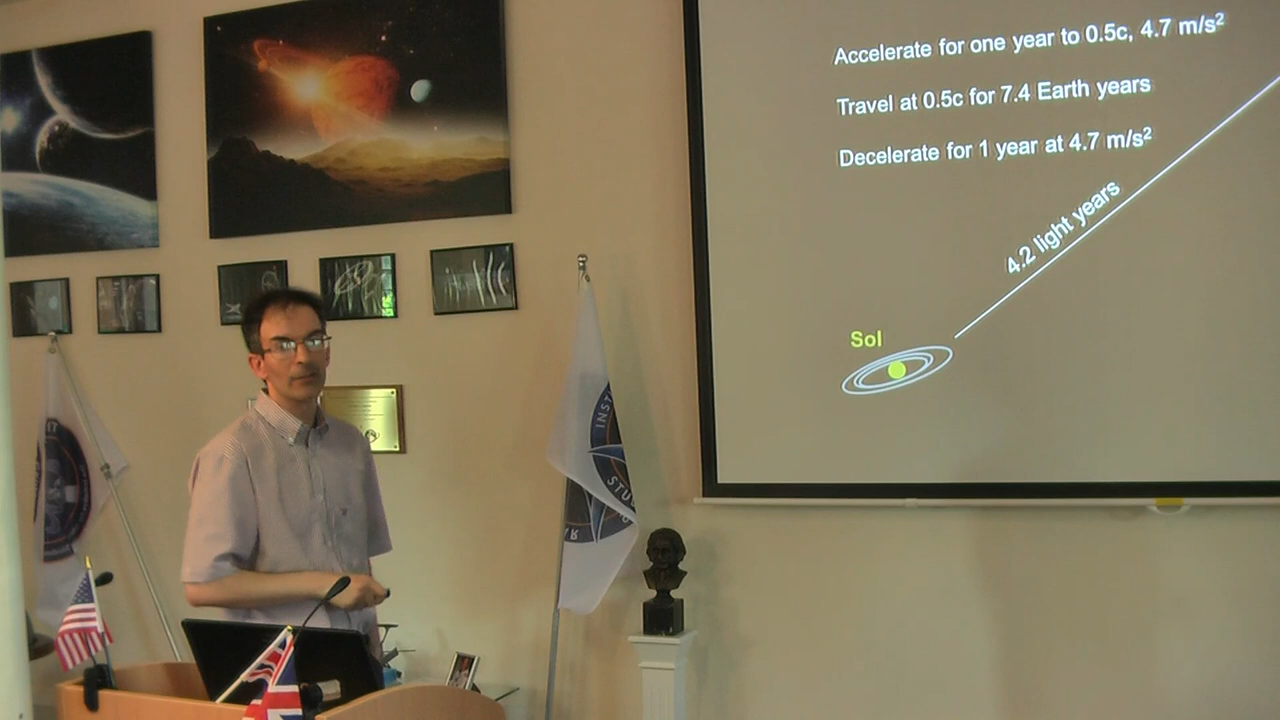 Accelerate for one year to 0.5c, 4.7 m/s²
Travel at 0.5c for 7.4 Earth years
Decelerate for 1 year at 4.7 m/s²
4.2 light years
Sol